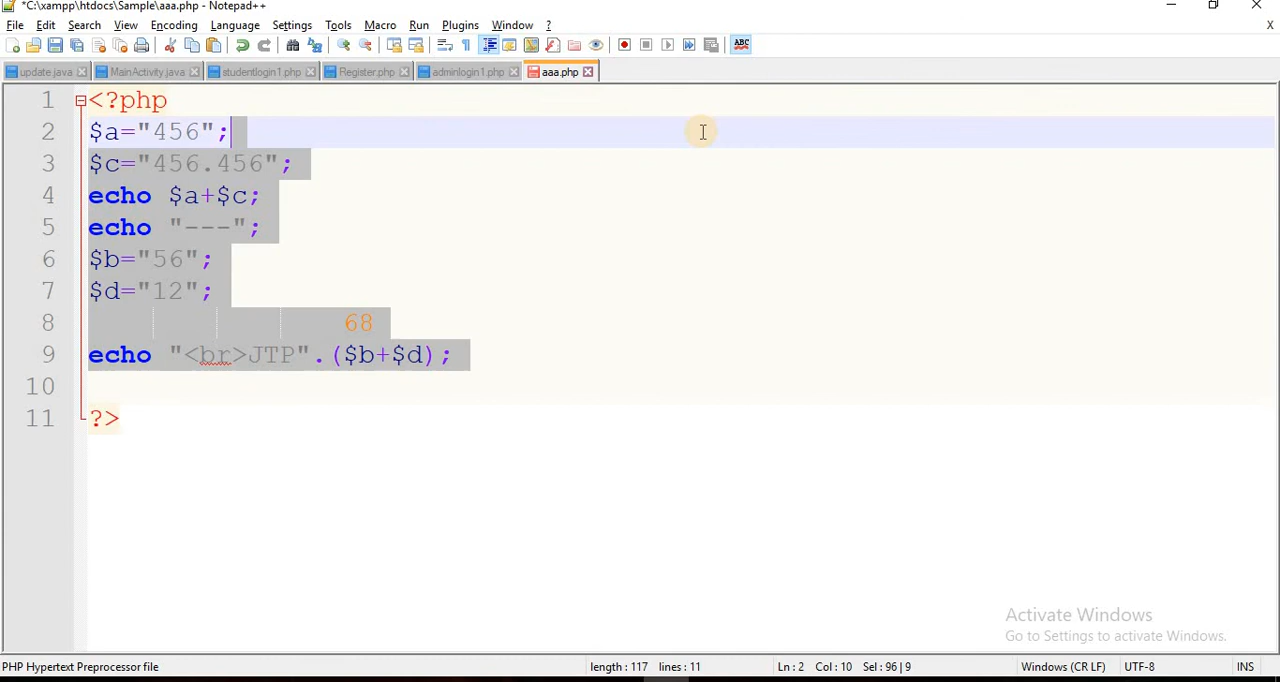 *C:\xampp\htdocs\Sample\aaa.php - Notepad++
File Edit Search View Encoding Language Settings Tools Macro Run Plugins Window ? X
update.java MainActivity.java studentlogin1.php Register.php adminlogin1.php aaa.php
1 <?php
2 $a="456";
3 $c="456.456";
4 echo $a+$c;
5 echo "---";
6 $b="56";
7 $d="12";
8 68
9 echo "<br>JTP".($b+$d);
10
11 ?>
Activate Windows
Go to Settings to activate Windows.
PHP Hypertext Preprocessor file length : 117 lines : 11 Ln : 2 Col : 10 Sel : 96 | 9 Windows (CR LF) UTF-8 INS